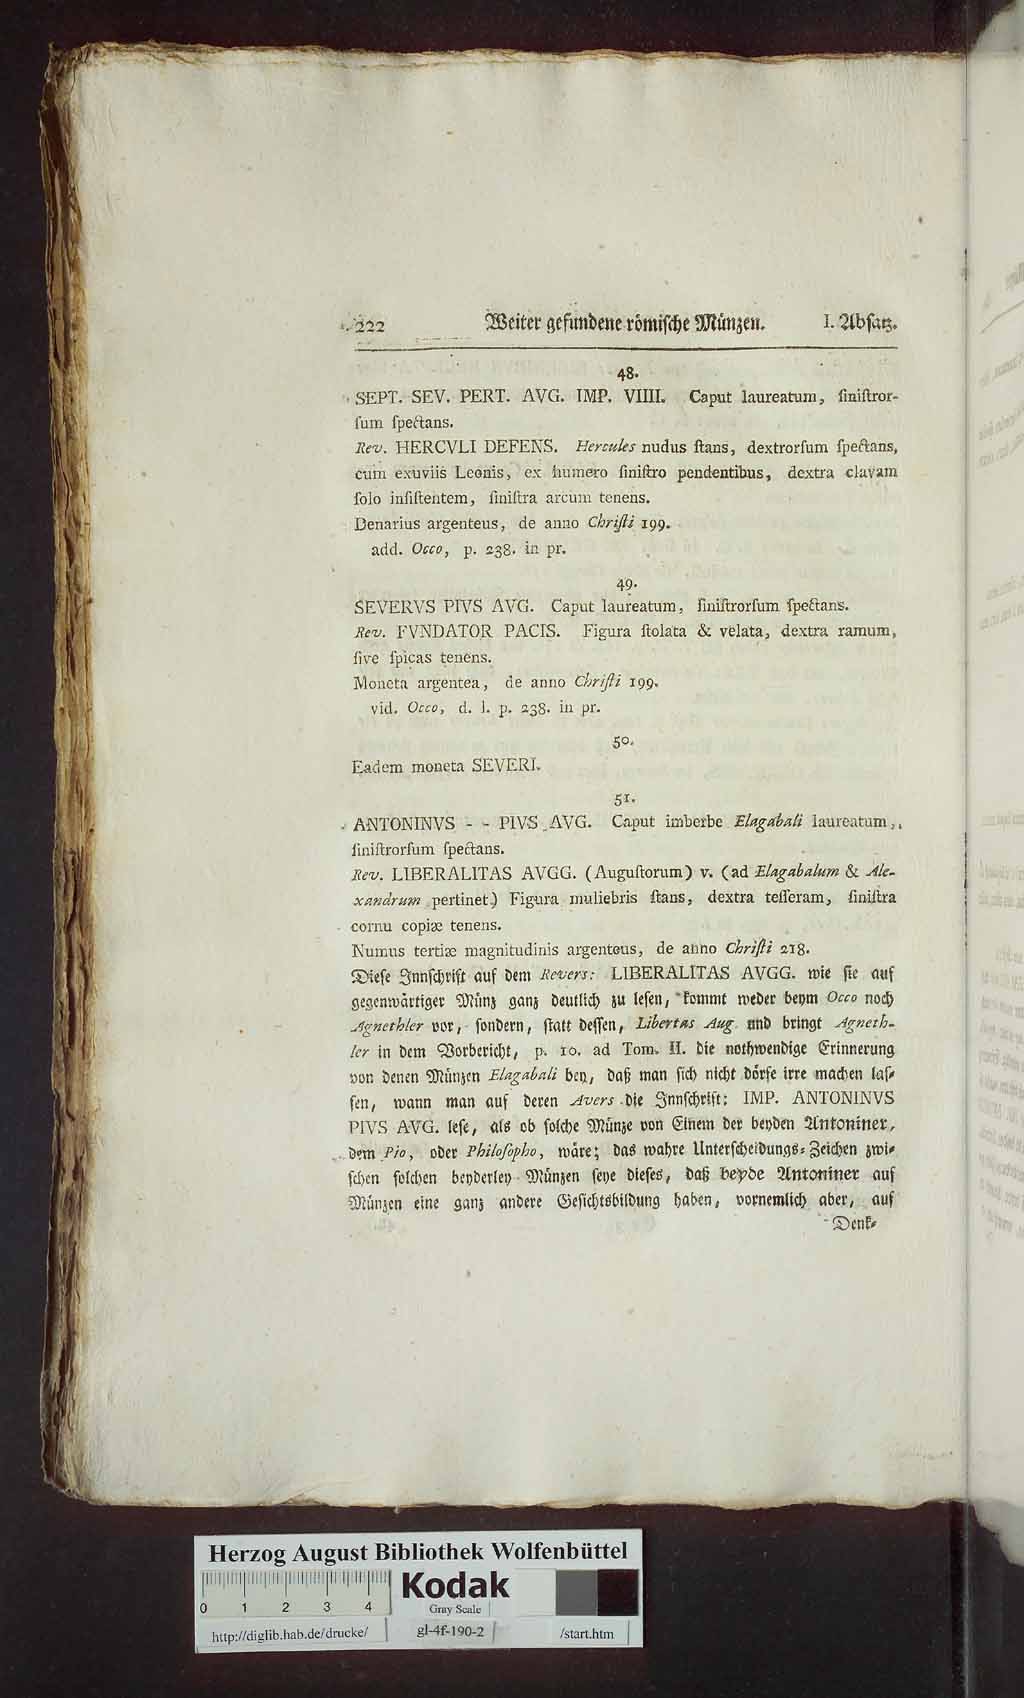 222 Weiter gefundene römische Münzen. I. Absatz.
48.
SEPT. SEV. PERT. AVG. IMP. VIIII. Caput laureatum, ſiniſtror-
ſum ſpectans.
Rev. HERCVLI DEFENS. Hercules nudus ſtans, dextrorſum ſpectans,
cum exuviis Leonis, ex humero ſiniſtro pendentibus, dextra clavam
ſolo inſiſtentem, ſiniſtra arcum tenens.
Denarius argenteus, de anno Chriſti 199.
add. Occo, p. 238. in pr.
49.
SEVERVS PIVS AVG. Caput laureatum, ſiniſtrorſum ſpectans.
Rev. FVNDATOR PACIS. Figura ſtolata & velata, dextra ramum,
ſive ſpicas tenens.
Moneta argentea, de anno Chriſti 199.
vid. Occo, d. l. p. 238. in pr.
50.
Eadem moneta SEVERI.
51.
ANTONINVS - - PIVS AVG. Caput imberbe Elagabali laureatum,
ſiniſtrorſum ſpectans.
Rev. LIBERALITAS AVGG. (Auguſtorum) v. (ad Elagabalum & Ale-
xandrum pertinet.) Figura muliebris ſtans, dextra teſſeram, ſiniſtra
cornu copiæ tenens.
Numus tertiæ magnitudinis argenteus, de anno Chriſti 218.
Dieſe Innſchrift auf dem Revers: LIBERALITAS AVGG. wie ſie auf
gegenwärtiger Münz ganz deutlich zu leſen, kommt weder beym Occo noch
Agnethler vor, ſondern, ſtatt deſſen, Libertas Aug. und bringt Agneth-
ler in dem Vorbericht, p. 10. ad Tom. II. die nothwendige Erinnerung
von denen Münzen Elagabali bey, daß man ſich nicht dörfe irre machen laſ-
ſen, wann man auf deren Avers die Innſchrift: IMP. ANTONINVS
PIVS AVG. leſe, als ob ſolche Münze von Einem der beyden Antoniner,
dem Pio, oder Philoſopho, wäre; das wahre Unterſcheidungs-Zeichen zwi-
ſchen ſolchen beyderley Münzen ſeye dieſes, daß beyde Antoniner auf
Münzen eine ganz andere Geſichtsbildung haben, vornemlich aber, auf
Denk-
Herzog August Bibliothek Wolfenbüttel
0 1 2 3 4
Kodak
Gray Scale
http://diglib.hab.de/drucke/ gl-4f-190-2 /start.htm